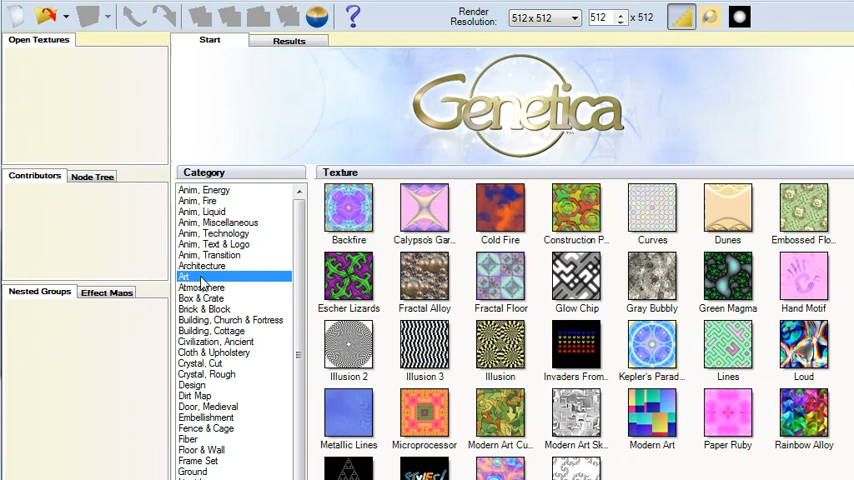 Render
Resolution:
512 x 512
512
x 512
Open Textures
Start
Results
Genetica
Contributors
Node Tree
Nested Groups
Effect Maps
Category
Anim, Energy
Anim, Fire
Anim, Liquid
Anim, Miscellaneous
Anim, Technology
Anim, Text & Logo
Anim, Transition
Architecture
Art
Atmosphere
Box & Crate
Brick & Block
Building, Church & Fortress
Building, Cottage
Civilization, Ancient
Cloth & Upholstery
Crystal, Cut
Crystal, Rough
Design
Dirt Map
Door, Medieval
Embellishment
Fence & Cage
Fiber
Floor & Wall
Frame Set
Ground
Texture
Backfire
Calypso's Gar...
Cold Fire
Construction P...
Curves
Dunes
Embossed Flo...
Escher Lizards
Fractal Alloy
Fractal Floor
Glow Chip
Gray Bubbly
Green Magma
Hand Motif
Illusion 2
Illusion 3
Illusion
Invaders From...
Kepler's Parad...
Lines
Loud
Metallic Lines
Microprocessor
Modern Art Cu...
Modern Art Sk...
Modern Art
Paper Ruby
Rainbow Alloy